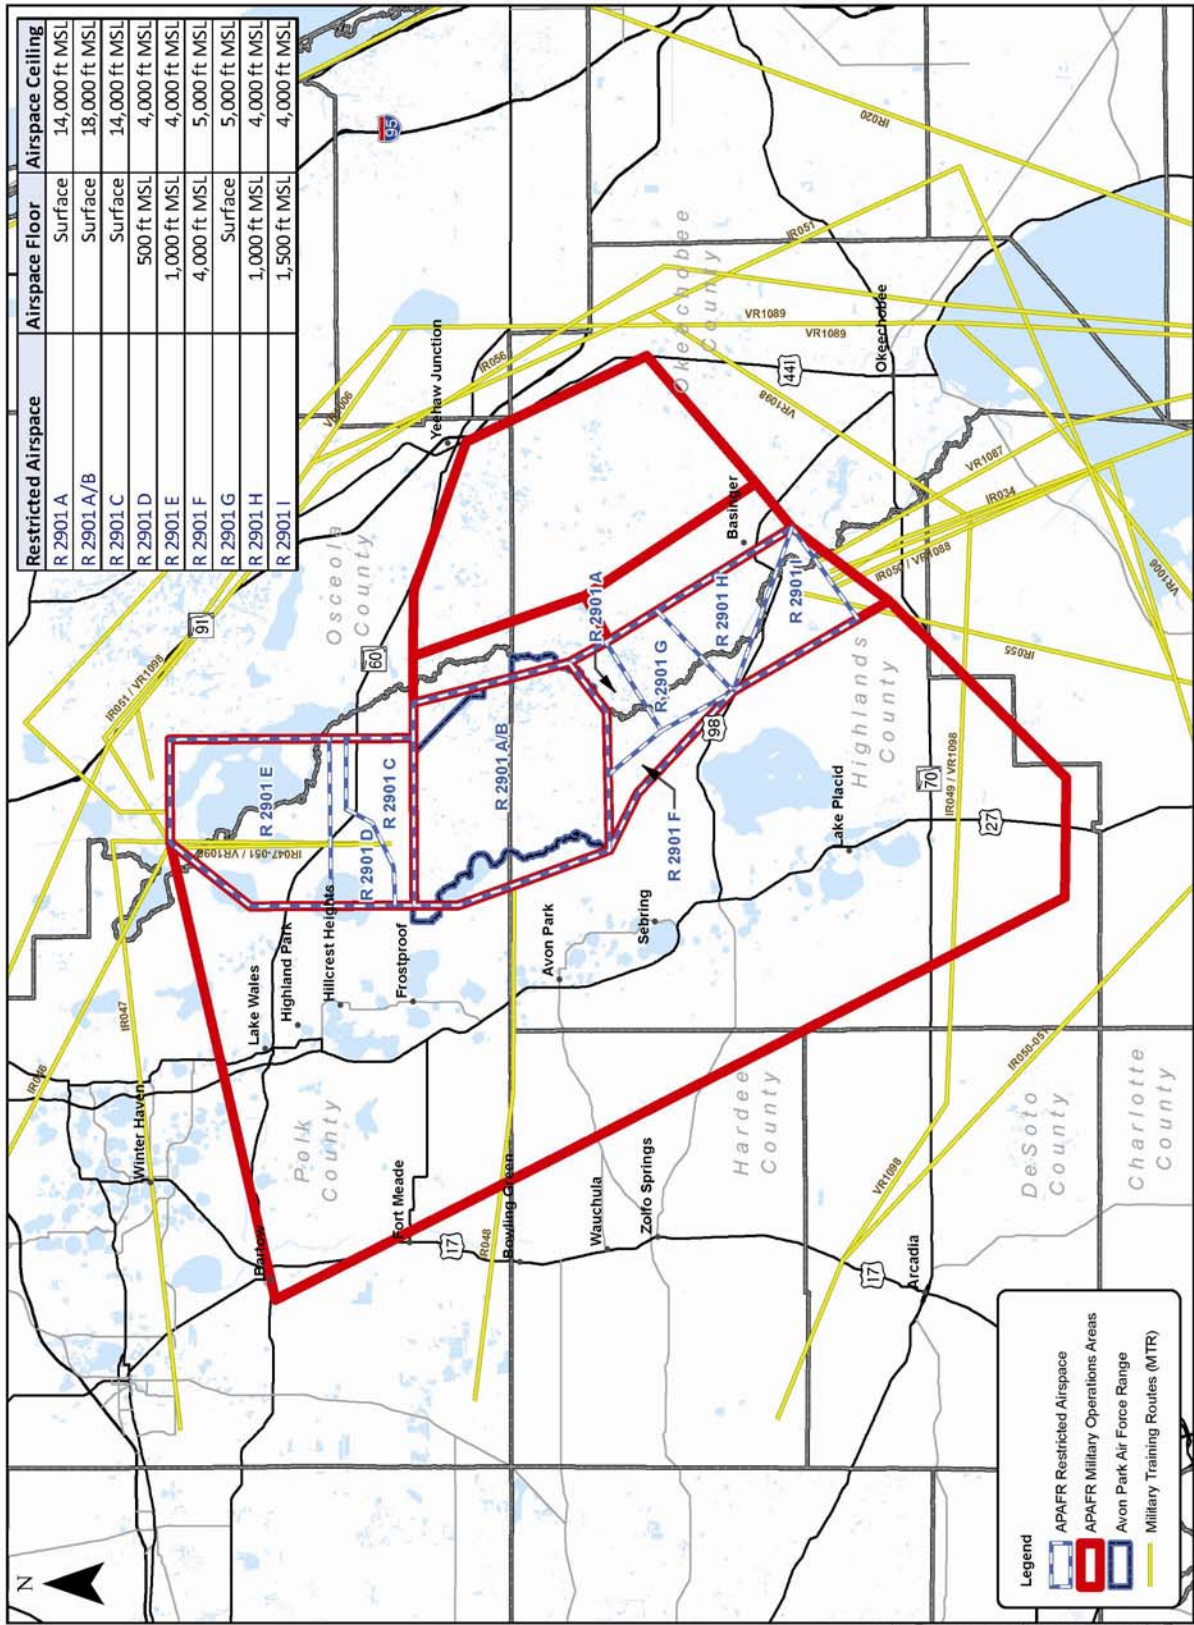 Restricted Airspace Airspace Floor Airspace Ceiling
R 2901 A Surface 14,000 ft MSL
R 2901 A/B Surface 18,000 ft MSL
R 2901 C Surface 14,000 ft MSL
R 2901 D 500 ft MSL 4,000 ft MSL
R 2901 E 1,000 ft MSL 4,000 ft MSL
R 2901 F 4,000 ft MSL 5,000 ft MSL
R 2901 G Surface 5,000 ft MSL
R 2901 H 1,000 ft MSL 4,000 ft MSL
R 2901 I 1,500 ft MSL 4,000 ft MSL
N
IR046
IR047
Winter Haven
Bartow
Lake Wales
Highland Park
Hillcrest Heights
Frostproof
Polk
County
Fort Meade
17
IR048
Bowling Green
Wauchula
Zolfo Springs
Avon Park
Sebring
IR051 / VR1098
91
95
IR047-051 / VR1098
R 2901 E
R 2901 D
R 2901 C
60
Osceola
County
Yeehaw Junction
IR056
R 2901 A/B
R 2901 A
R 2901 F
R 2901 G
R 2901 H
R 2901 I
98
Basinger
Okeechobee
County
VR1089
VR1089
IR051
IR020
441
Okeechobee
VR1098
VR1087
IR034
IR050 / VR1088
VR1006
IR055
Highlands
County
Lake Placid
70
27
IR049 / VR1098
Hardee
County
VR1098
17
Arcadia
IR050-051
DeSoto
County
Charlotte
County
Legend
APAFR Restricted Airspace
APAFR Military Operations Areas
Avon Park Air Force Range
Military Training Routes (MTR)